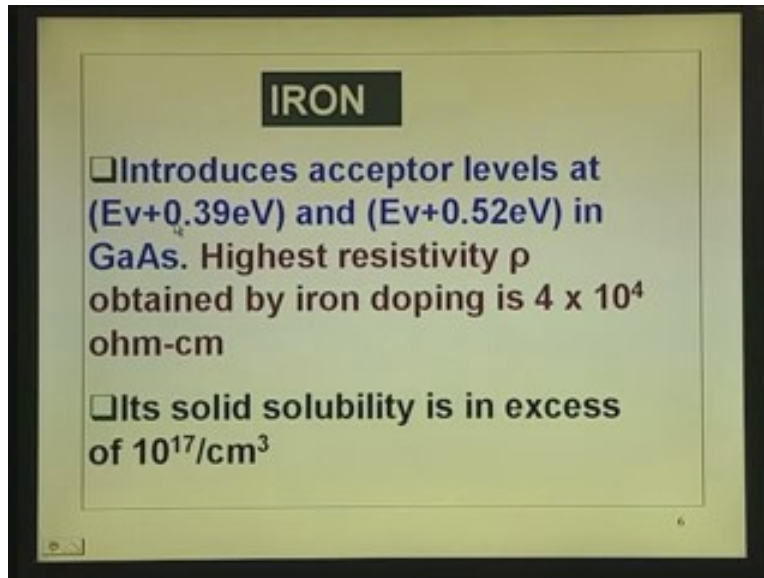 IRON
❑Introduces acceptor levels at
(Ev+0.39eV) and (Ev+0.52eV) in
GaAs. Highest resistivity ρ
obtained by iron doping is 4 x 10⁴
ohm-cm
❑Its solid solubility is in excess
of 10¹⁷/cm³
6